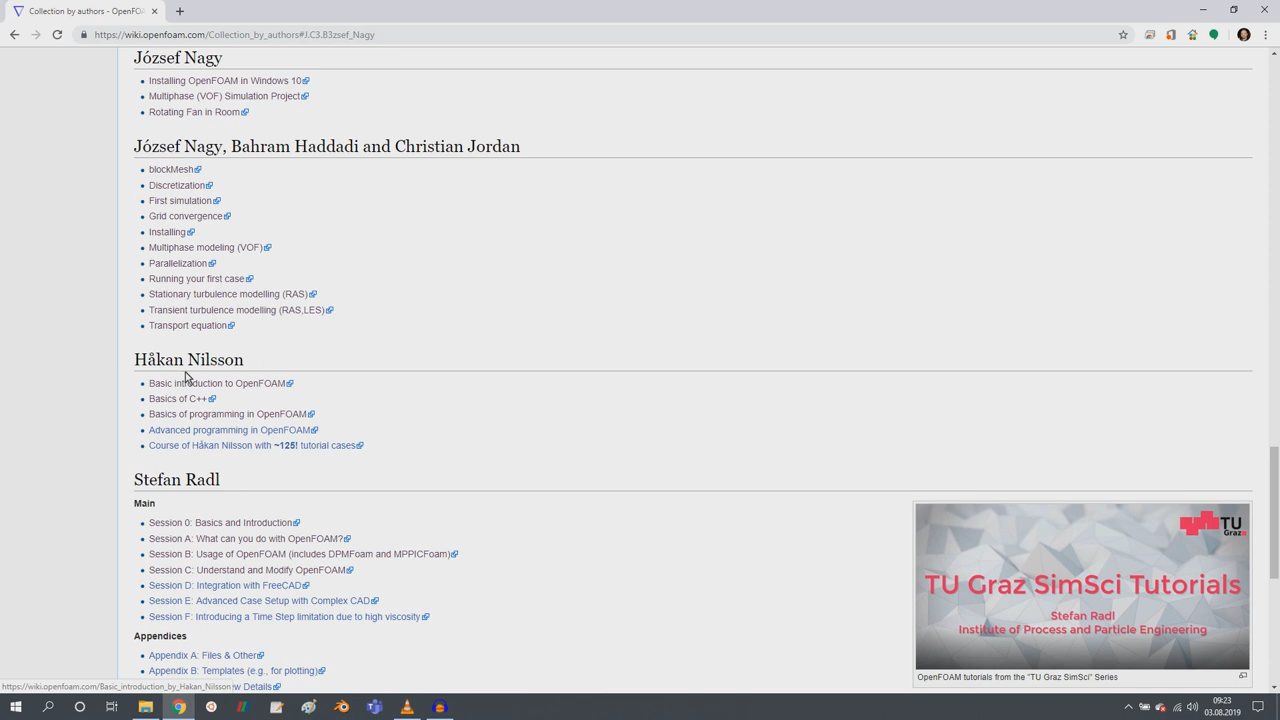 Collection by authors - OpenFO
https://wiki.openfoam.com/Collection_by_authors#J.C3.B3zsef_Nagy
József Nagy
Installing OpenFOAM in Windows 10
Multiphase (VOF) Simulation Project
Rotating Fan in Room
József Nagy, Bahram Haddadi and Christian Jordan
blockMesh
Discretization
First simulation
Grid convergence
Installing
Multiphase modeling (VOF)
Parallelization
Running your first case
Stationary turbulence modelling (RAS)
Transient turbulence modelling (RAS,LES)
Transport equation
Håkan Nilsson
Basic introduction to OpenFOAM
Basics of C++
Basics of programming in OpenFOAM
Advanced programming in OpenFOAM
Course of Håkan Nilsson with ~125! tutorial cases
Stefan Radl
Main
Session 0: Basics and Introduction
Session A: What can you do with OpenFOAM?
Session B: Usage of OpenFOAM (includes DPMFoam and MPPICFoam)
Session C: Understand and Modify OpenFOAM
Session D: Integration with FreeCAD
Session E: Advanced Case Setup with Complex CAD
Session F: Introducing a Time Step limitation due to high viscosity
Appendices
Appendix A: Files & Other
Appendix B: Templates (e.g., for plotting)
w Details
TU Graz
TU Graz SimSci Tutorials
Stefan Radl
Institute of Process and Particle Engineering
OpenFOAM tutorials from the "TU Graz SimSci" Series
https://wiki.openfoam.com/Basic_introduction_by_Hakan_Nilsson
09:23
03.08.2019